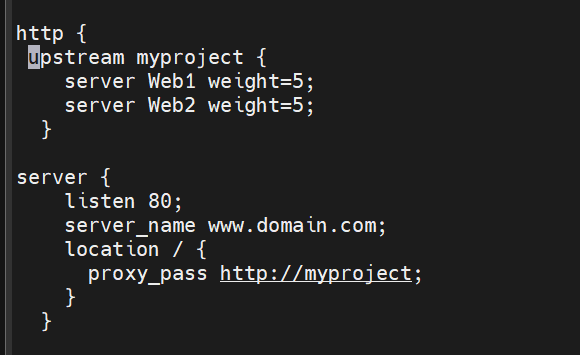 http {
 upstream myproject {
    server Web1 weight=5;
    server Web2 weight=5;
  }

server {
    listen 80;
    server_name www.domain.com;
    location / {
      proxy_pass http://myproject;
    }
  }